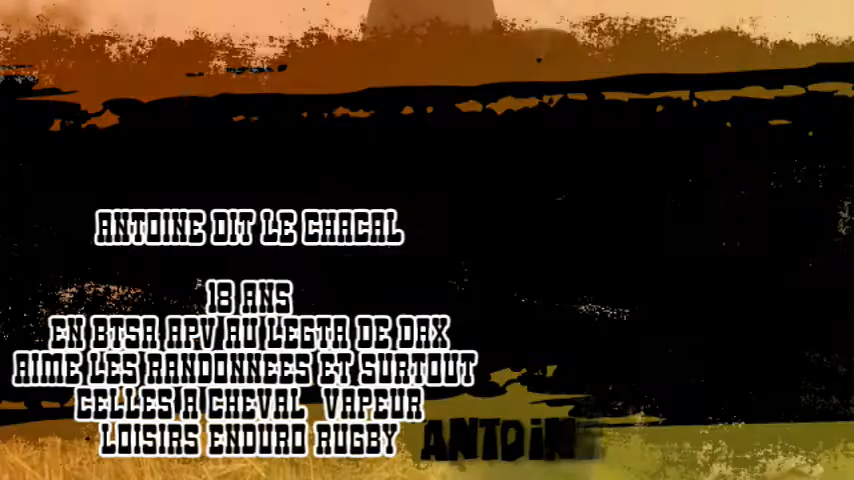 ANTOINE DIT LE CHACAL
18 ANS
EN BTSA APV AU LEGTA DE DAX
AIME LES RANDONNEES ET SURTOUT
CELLES A CHEVAL VAPEUR
LOISIRS ENDURO RUGBY
ANTOIN